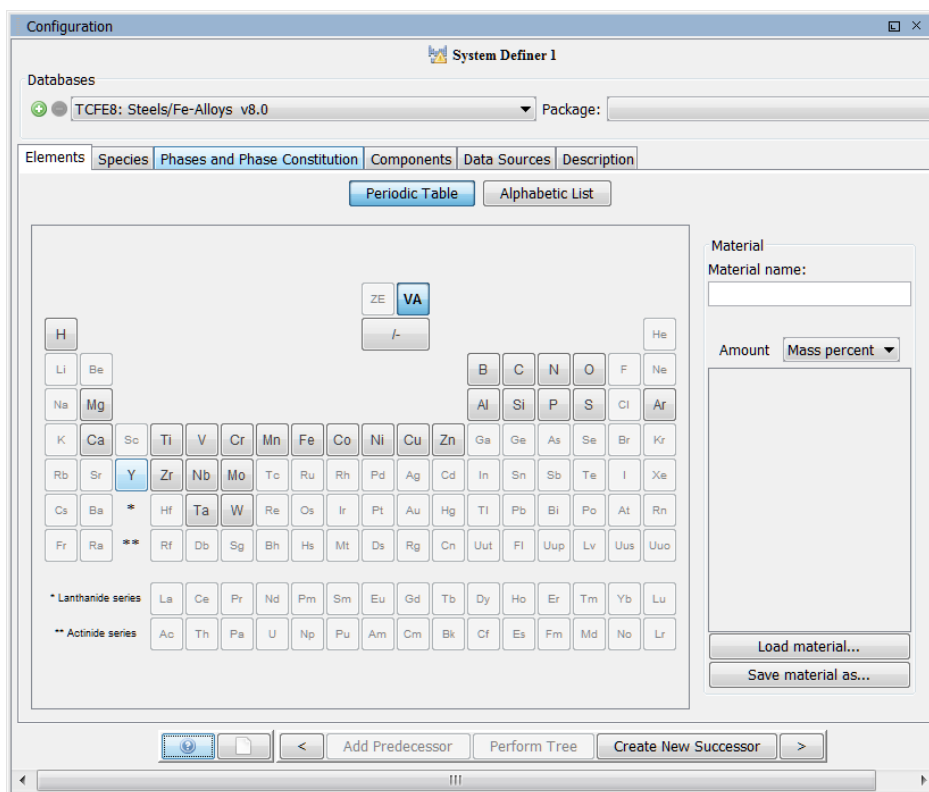 Configuration
System Definer 1
Databases
TCFE8: Steels/Fe-Alloys v8.0 Package:
Elements Species Phases and Phase Constitution Components Data Sources Description
Periodic Table Alphabetic List
Material
Material name:
ZE VA
H /- He
Amount Mass percent
Li Be B C N O F Ne
Na Mg Al Si P S Cl Ar
K Ca Sc Ti V Cr Mn Fe Co Ni Cu Zn Ga Ge As Se Br Kr
Rb Sr Y Zr Nb Mo Tc Ru Rh Pd Ag Cd In Sn Sb Te I Xe
Cs Ba * Hf Ta W Re Os Ir Pt Au Hg Tl Pb Bi Po At Rn
Fr Ra ** Rf Db Sg Bh Hs Mt Ds Rg Cn Uut Fl Uup Lv Uus Uuo
* Lanthanide series La Ce Pr Nd Pm Sm Eu Gd Tb Dy Ho Er Tm Yb Lu
** Actinide series Ac Th Pa U Np Pu Am Cm Bk Cf Es Fm Md No Lr
Load material...
Save material as...
< Add Predecessor Perform Tree Create New Successor >